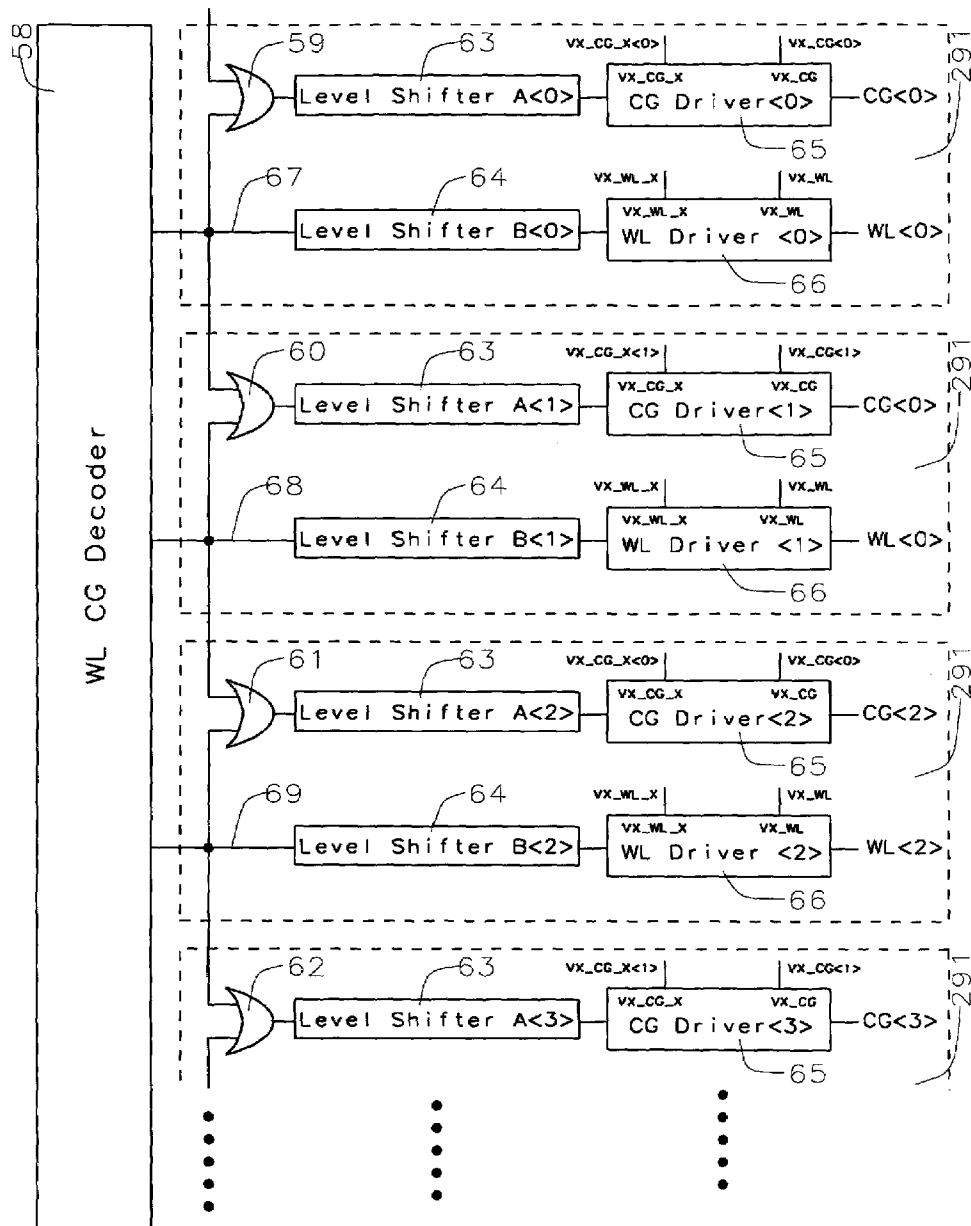 58
WL CG Decoder
59
63
VX_CG_X<0>
VX_CG<0>
291
Level Shifter A<0>
VX_CG_X
VX_CG
CG Driver<0>
CG<0>
65
67
64
VX_WL_X
VX_WL
Level Shifter B<0>
VX_WL_X
VX_WL
WL Driver <0>
WL<0>
66
60
63
VX_CG_X<1>
VX_CG<1>
291
Level Shifter A<1>
VX_CG_X
VX_CG
CG Driver<1>
CG<0>
65
68
64
VX_WL_X
VX_WL
Level Shifter B<1>
VX_WL_X
VX_WL
WL Driver <1>
WL<0>
66
61
63
VX_CG_X<0>
VX_CG<0>
291
Level Shifter A<2>
VX_CG_X
VX_CG
CG Driver<2>
CG<2>
65
69
64
VX_WL_X
VX_WL
Level Shifter B<2>
VX_WL_X
VX_WL
WL Driver <2>
WL<2>
66
62
63
VX_CG_X<1>
VX_CG<1>
291
Level Shifter A<3>
VX_CG_X
VX_CG
CG Driver<3>
CG<3>
65